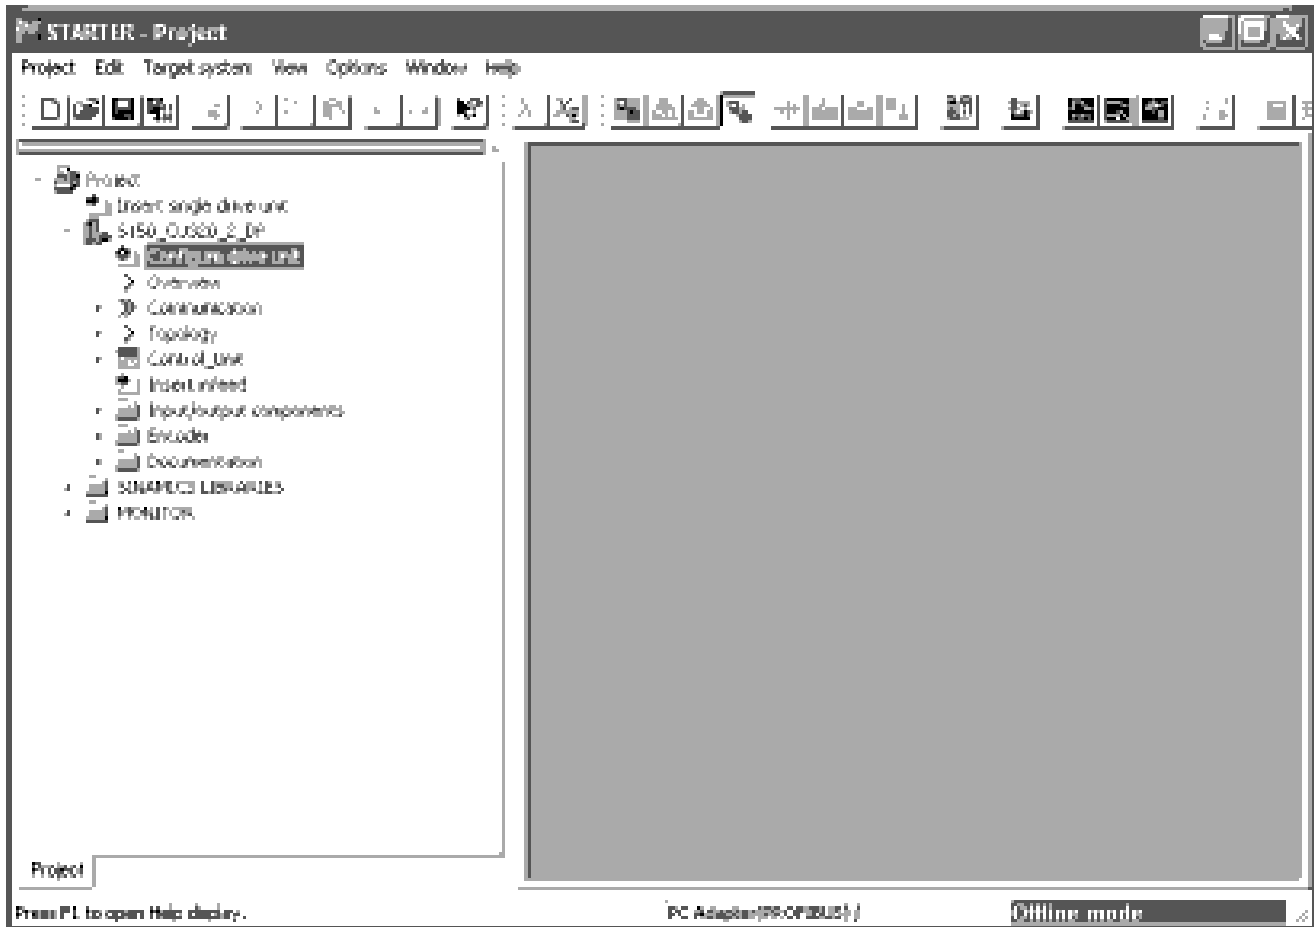 STARTER - Project
Project Edit Target system View Options Window Help
Project
Insert single drive unit
S150_CU320_2_DP
Configure drive unit
Overview
Communication
Topology
Control_Unit
Insert infeed
Input/output components
Encoder
Documentation
SINAMICS LIBRARIES
MONITOR
Project
Press F1 to open Help display.
PC Adapter(PROFIBUS)
Offline mode